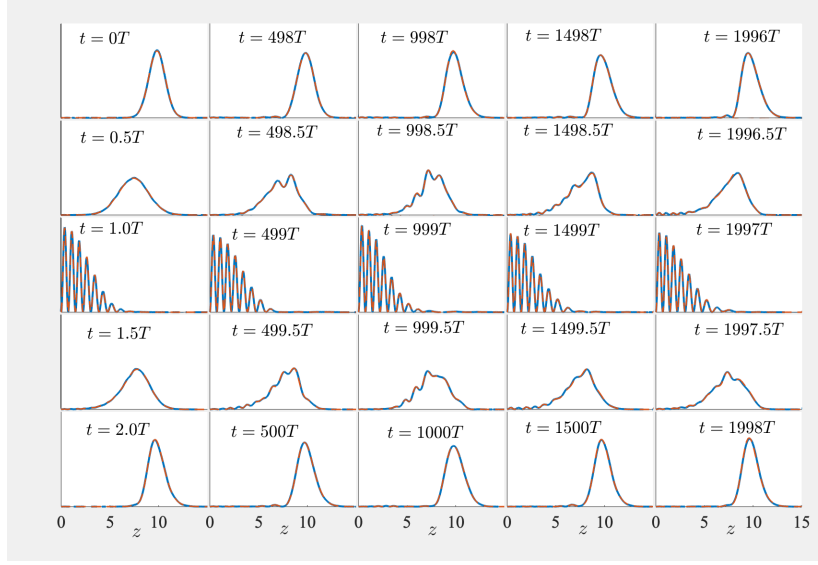 t = 0T t = 498T t = 998T t = 1498T t = 1996T
t = 0.5T t = 498.5T t = 998.5T t = 1498.5T t = 1996.5T
t = 1.0T t = 499T t = 999T t = 1499T t = 1997T
t = 1.5T t = 499.5T t = 999.5T t = 1499.5T t = 1997.5T
t = 2.0T t = 500T t = 1000T t = 1500T t = 1998T
0 5 10 0 5 10 0 5 10 0 5 10 0 5 10 15
z z z z z